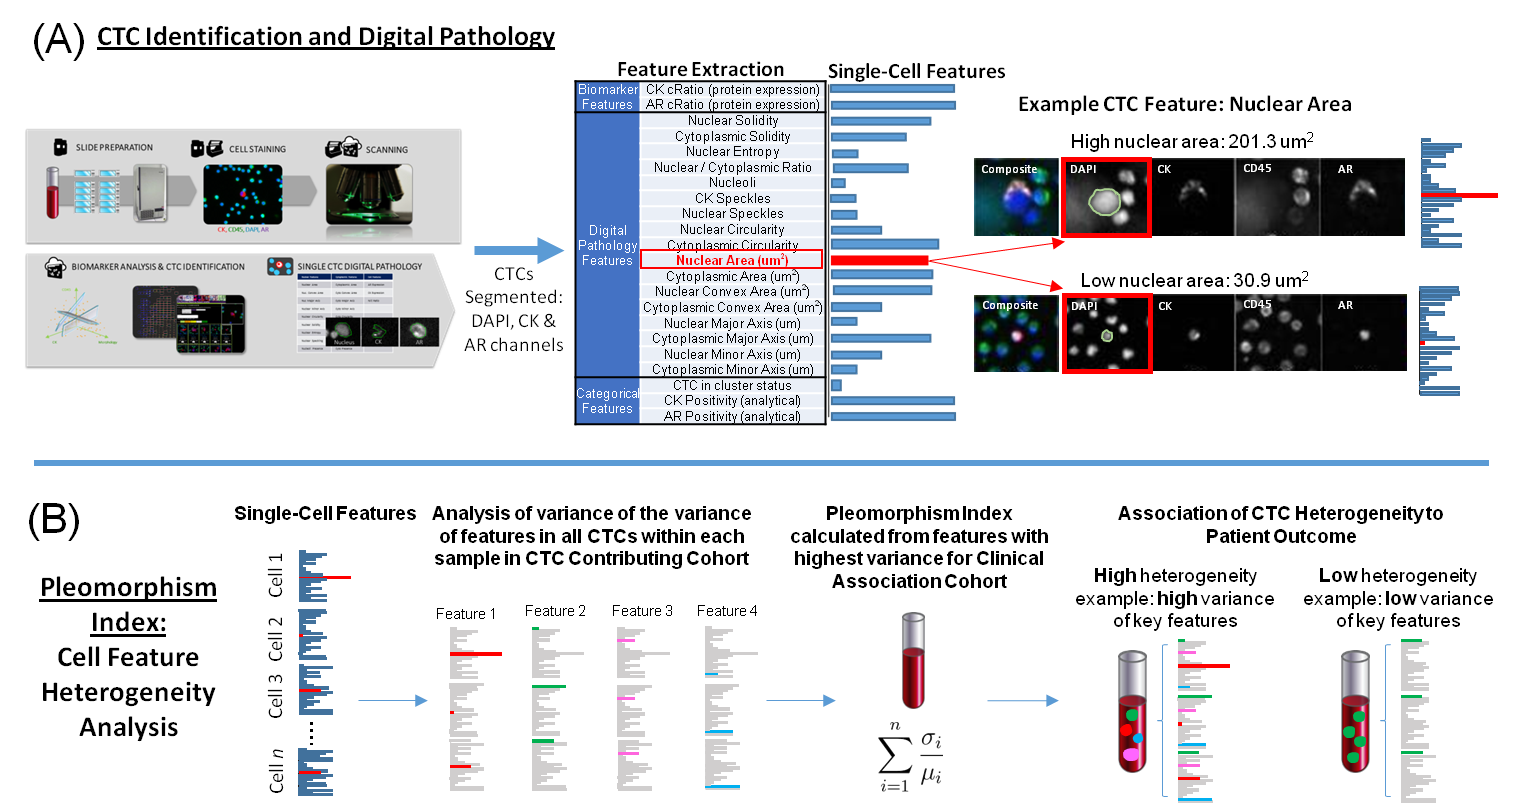 (A) CTC Identification and Digital Pathology
SLIDE PREPARATION
CELL STAINING
SCANNING
CK, CD45, DAPI, AR
BIOMARKER ANALYSIS & CTC IDENTIFICATION
SINGLE CTC DIGITAL PATHOLOGY
Nucleus
CK
AR
CTCs
Segmented:
DAPI, CK &
AR channels
Feature Extraction
Single-Cell Features
Biomarker
Features
CK cRatio (protein expression)
AR cRatio (protein expression)
Digital
Pathology
Features
Nuclear Solidity
Cytoplasmic Solidity
Nuclear Entropy
Nuclear / Cytoplasmic Ratio
Nucleoli
CK Speckles
Nuclear Speckles
Nuclear Circularity
Cytoplasmic Circularity
Nuclear Area (um²)
Cytoplasmic Area (um²)
Nuclear Convex Area (um²)
Cytoplasmic Convex Area (um²)
Nuclear Major Axis (um)
Cytoplasmic Major Axis (um)
Nuclear Minor Axis (um)
Cytoplasmic Minor Axis (um)
Categorical
Features
CTC in cluster status
CK Positivity (analytical)
AR Positivity (analytical)
Example CTC Feature: Nuclear Area
High nuclear area: 201.3 um²
Composite
DAPI
CK
CD45
AR
Low nuclear area: 30.9 um²
Composite
DAPI
CK
CD45
AR
(B)
Pleomorphism
Index:
Cell Feature
Heterogeneity
Analysis
Single-Cell Features
Cell 1
Cell 2
Cell 3
Cell n
Analysis of variance of the variance
of features in all CTCs within each
sample in CTC Contributing Cohort
Feature 1
Feature 2
Feature 3
Feature 4
Pleomorphism Index
calculated from features with
highest variance for Clinical
Association Cohort
n
∑ σi/μi
i=1
Association of CTC Heterogeneity to
Patient Outcome
High heterogeneity
example: high variance
of key features
Low heterogeneity
example: low variance
of key features